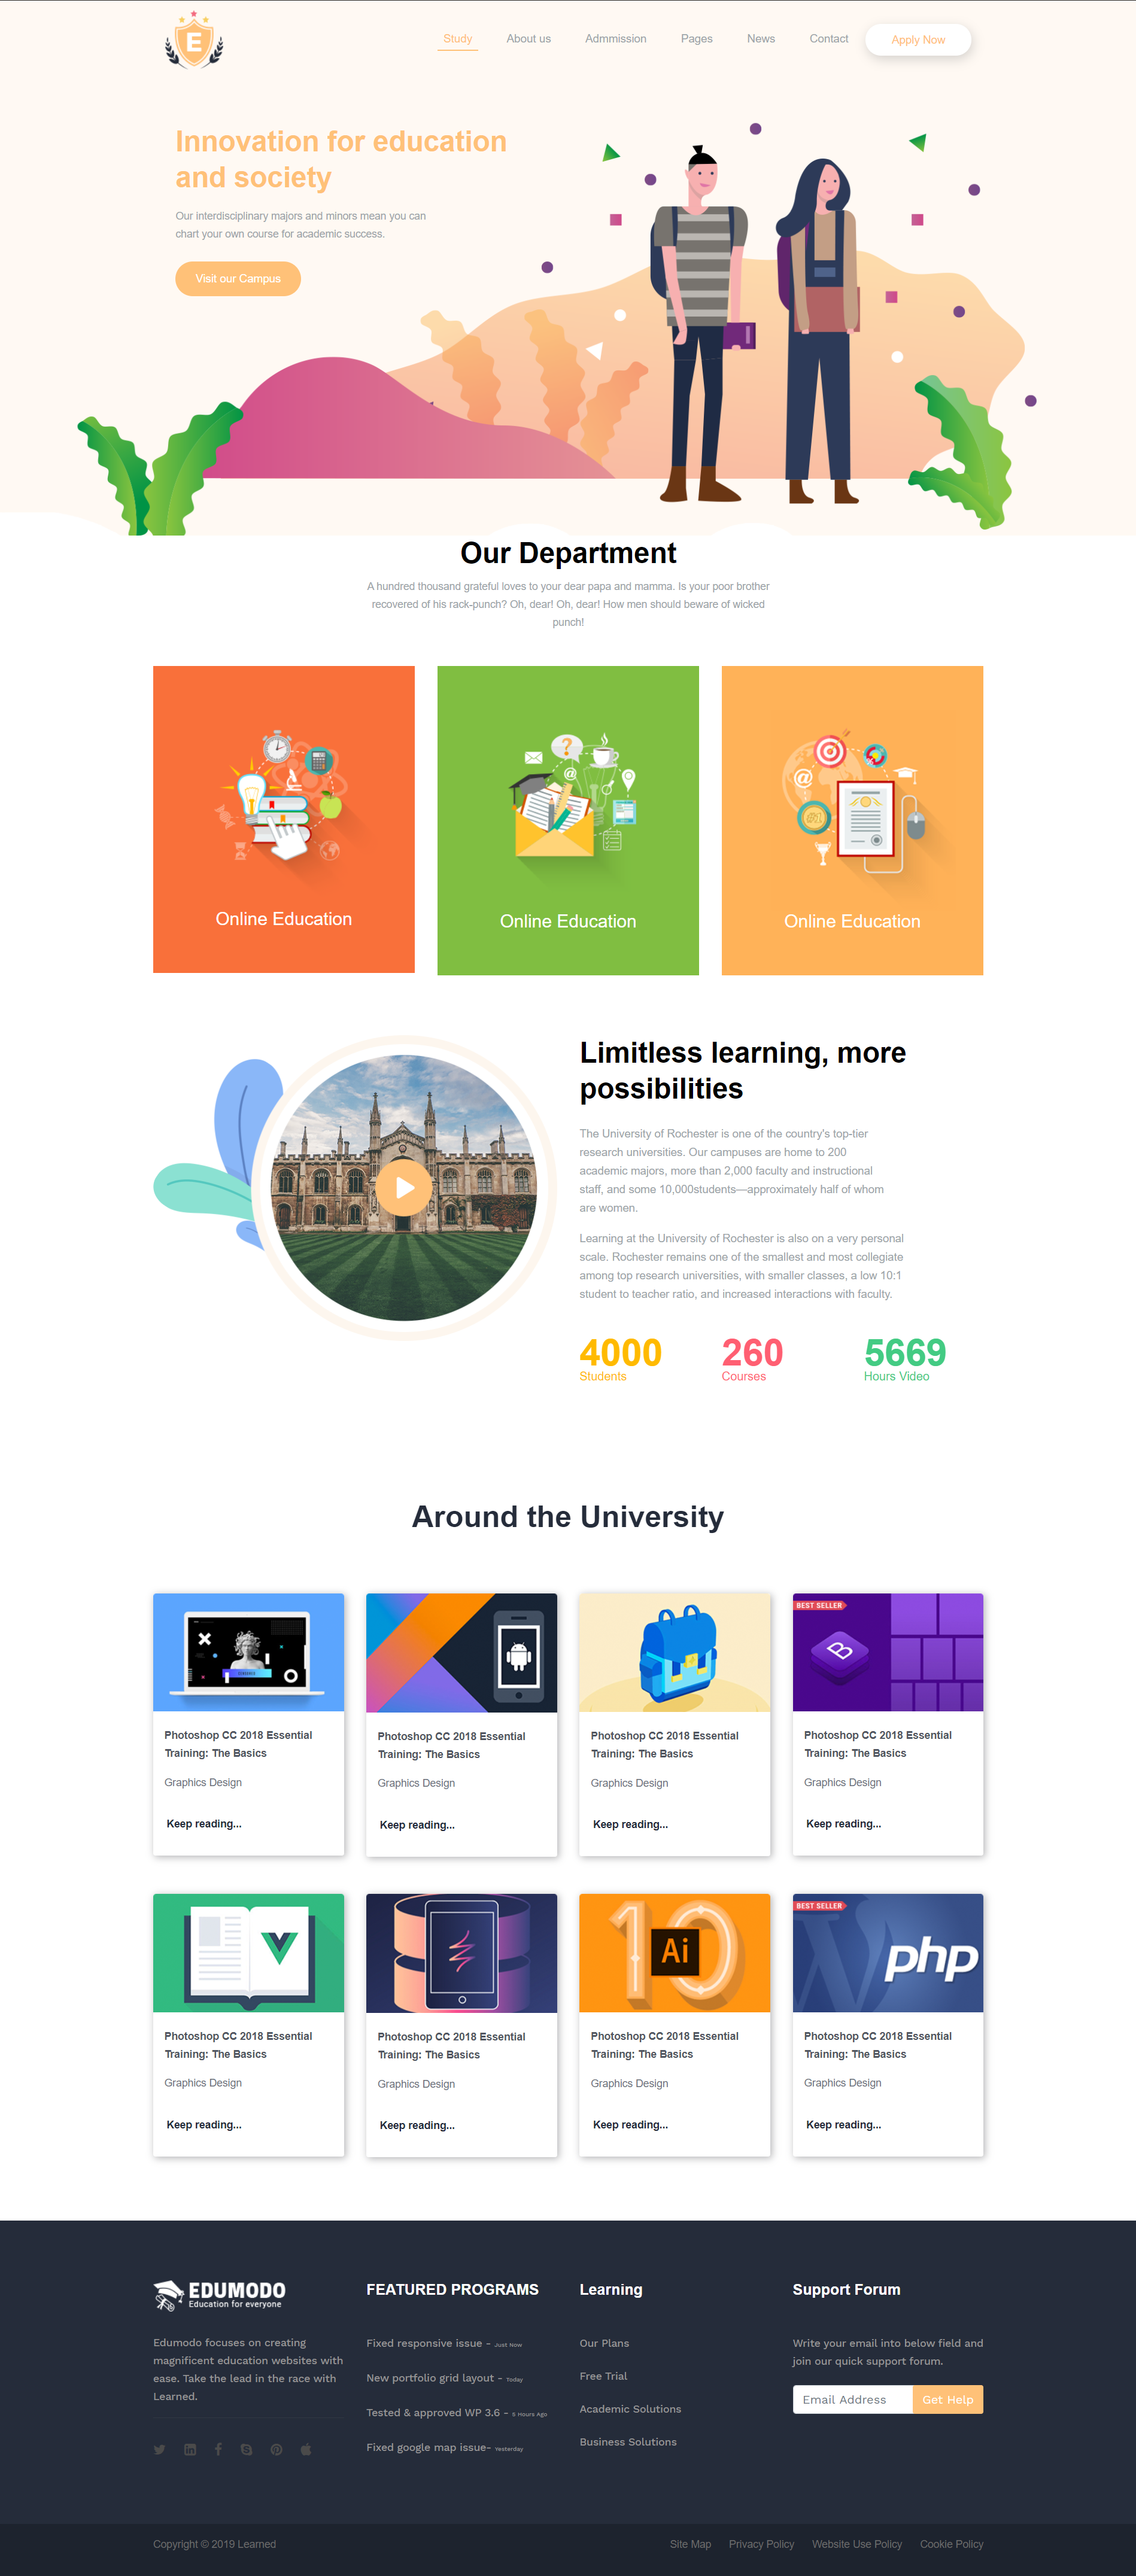 E
Study
About us
Admmission
Pages
News
Contact
Apply Now
Innovation for education
and society
Our interdisciplinary majors and minors mean you can
chart your own course for academic success.
Visit our Campus
Our Department
A hundred thousand grateful loves to your dear papa and mamma. Is your poor brother
recovered of his rack-punch? Oh, dear! Oh, dear! How men should beware of wicked
punch!
Online Education
Online Education
Online Education
Limitless learning, more
possibilities
The University of Rochester is one of the country's top-tier
research universities. Our campuses are home to 200
academic majors, more than 2,000 faculty and instructional
staff, and some 10,000students—approximately half of whom
are women.
Learning at the University of Rochester is also on a very personal
scale. Rochester remains one of the smallest and most collegiate
among top research universities, with smaller classes, a low 10:1
student to teacher ratio, and increased interactions with faculty.
4000
Students
260
Courses
5669
Hours Video
Around the University
Photoshop CC 2018 Essential
Training: The Basics
Graphics Design
Keep reading...
Photoshop CC 2018 Essential
Training: The Basics
Graphics Design
Keep reading...
Photoshop CC 2018 Essential
Training: The Basics
Graphics Design
Keep reading...
BEST SELLER
B
Photoshop CC 2018 Essential
Training: The Basics
Graphics Design
Keep reading...
Photoshop CC 2018 Essential
Training: The Basics
Graphics Design
Keep reading...
Photoshop CC 2018 Essential
Training: The Basics
Graphics Design
Keep reading...
10
Ai
Photoshop CC 2018 Essential
Training: The Basics
Graphics Design
Keep reading...
BEST SELLER
W
php
Photoshop CC 2018 Essential
Training: The Basics
Graphics Design
Keep reading...
EDUMODO
Education for everyone
Edumodo focuses on creating
magnificent education websites with
ease. Take the lead in the race with
Learned.
FEATURED PROGRAMS
Fixed responsive issue - Just Now
New portfolio grid layout - Today
Tested & approved WP 3.6 - 5 Hours Ago
Fixed google map issue- Yesterday
Learning
Our Plans
Free Trial
Academic Solutions
Business Solutions
Support Forum
Write your email into below field and
join our quick support forum.
Email Address
Get Help
Copyright © 2019 Learned
Site Map
Privacy Policy
Website Use Policy
Cookie Policy